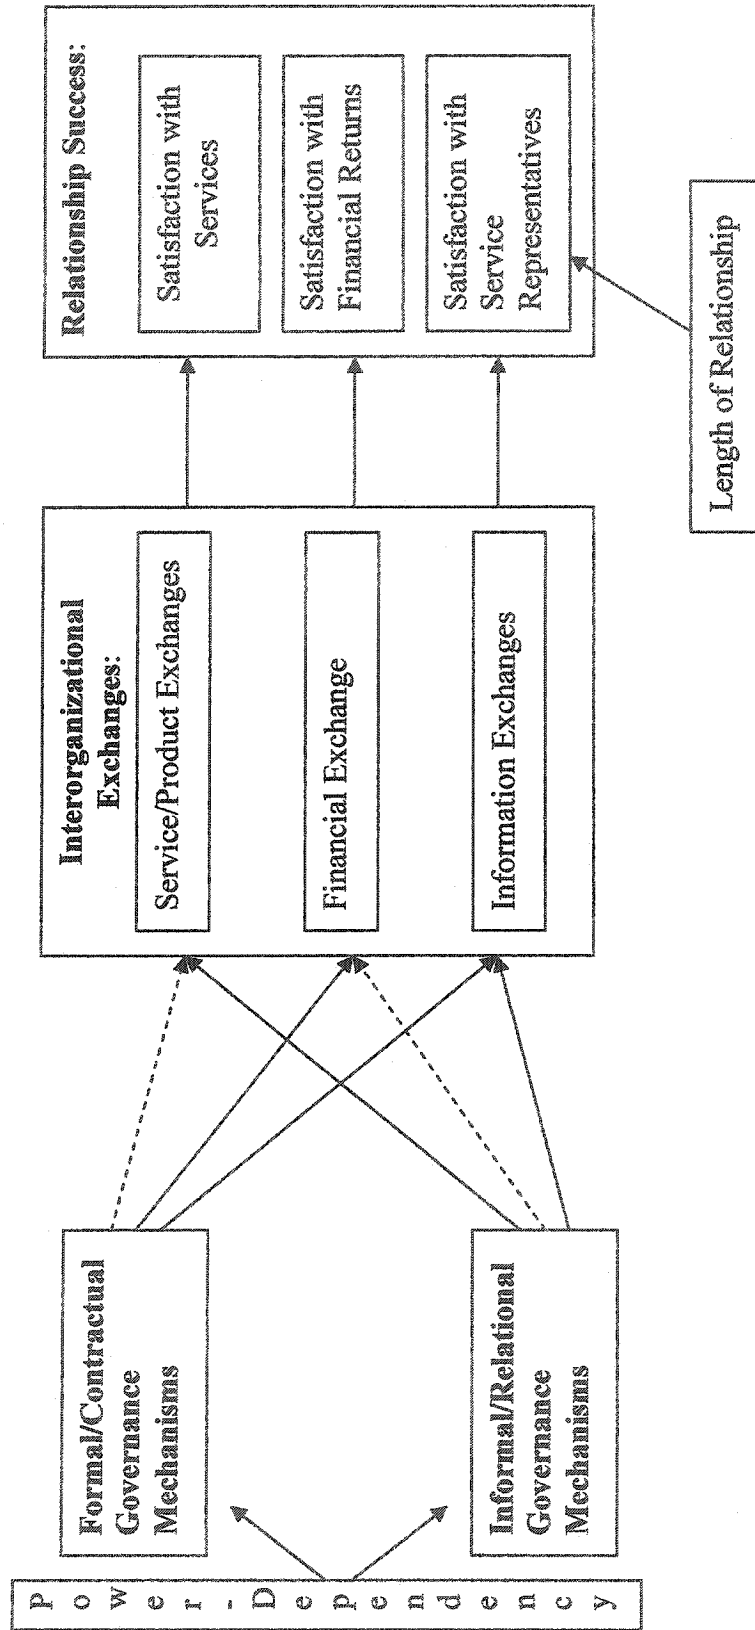 Power-Dependency
Formal/Contractual
Governance
Mechanisms
Informal/Relational
Governance
Mechanisms
Interorganizational
Exchanges:
Service/Product Exchanges
Financial Exchange
Information Exchanges
Relationship Success:
Satisfaction with
Services
Satisfaction with
Financial Returns
Satisfaction with
Service
Representatives
Length of Relationship